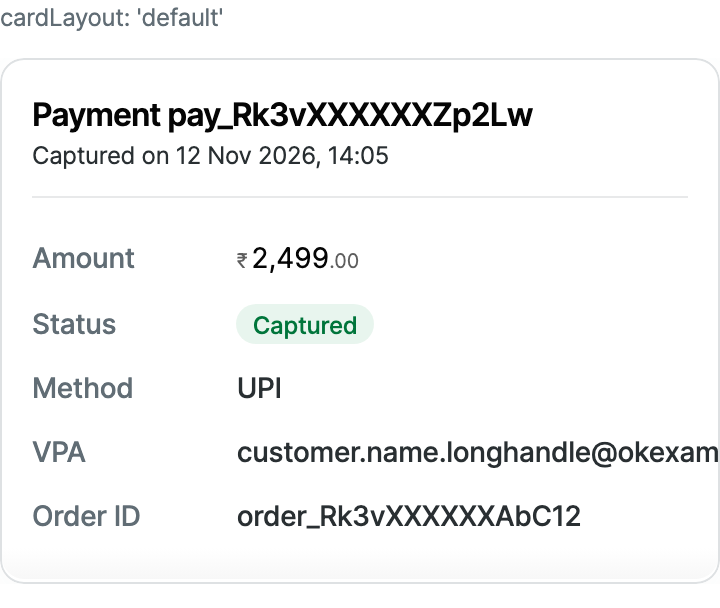 cardLayout: 'default'
Payment pay_Rk3vXXXXXXZp2Lw
Captured on 12 Nov 2026, 14:05
Amount ₹2,499.00
Status Captured
Method UPI
VPA customer.name.longhandle@okexam
Order ID order_Rk3vXXXXXXAbC12